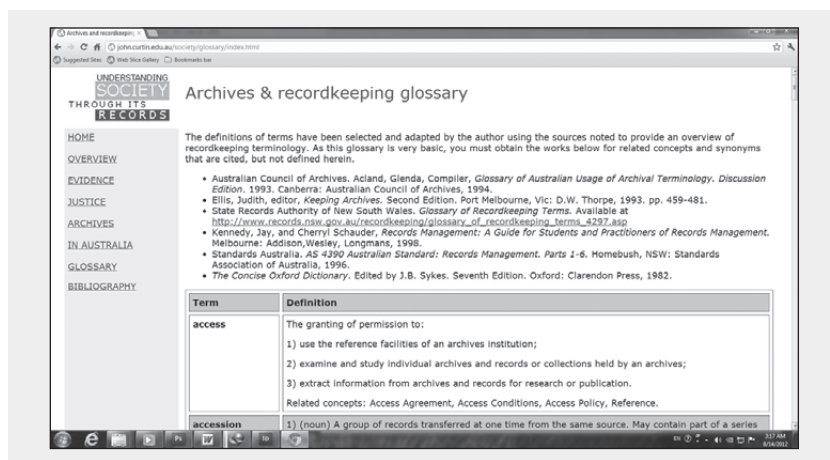 Archives and recordkeeping
john.curtin.edu.au/society/glossary/index.html
Suggested Sites
Web Slice Gallery
Bookmarks bar
UNDERSTANDING
SOCIETY
THROUGH ITS
RECORDS
HOME
OVERVIEW
EVIDENCE
JUSTICE
ARCHIVES
IN AUSTRALIA
GLOSSARY
BIBLIOGRAPHY
Archives & recordkeeping glossary
The definitions of terms have been selected and adapted by the author using the sources noted to provide an overview of
recordkeeping terminology. As this glossary is very basic, you must obtain the works below for related concepts and synonyms
that are cited, but not defined herein.
• Australian Council of Archives. Acland, Glenda, Compiler, Glossary of Australian Usage of Archival Terminology. Discussion
Edition. 1993. Canberra: Australian Council of Archives, 1994.
• Ellis, Judith, editor, Keeping Archives. Second Edition. Port Melbourne, Vic: D.W. Thorpe, 1993. pp. 459-481.
• State Records Authority of New South Wales. Glossary of Recordkeeping Terms. Available at
http://www.records.nsw.gov.au/recordkeeping/glossary_of_recordkeeping_terms_4297.asp
• Kennedy, Jay, and Cherryl Schauder, Records Management: A Guide for Students and Practitioners of Records Management.
Melbourne: Addison,Wesley, Longmans, 1998.
• Standards Australia. AS 4390 Australian Standard: Records Management. Parts 1-6. Homebush, NSW: Standards
Association of Australia, 1996.
• The Concise Oxford Dictionary. Edited by J.B. Sykes. Seventh Edition. Oxford: Clarendon Press, 1982.
Term Definition
access The granting of permission to:
1) use the reference facilities of an archives institution;
2) examine and study individual archives and records or collections held by an archives;
3) extract information from archives and records for research or publication.
Related concepts: Access Agreement, Access Conditions, Access Policy, Reference.
accession 1) (noun) A group of records transferred at one time from the same source. May contain part of a series
Ps
W
EN
3:17 AM
6/14/2012